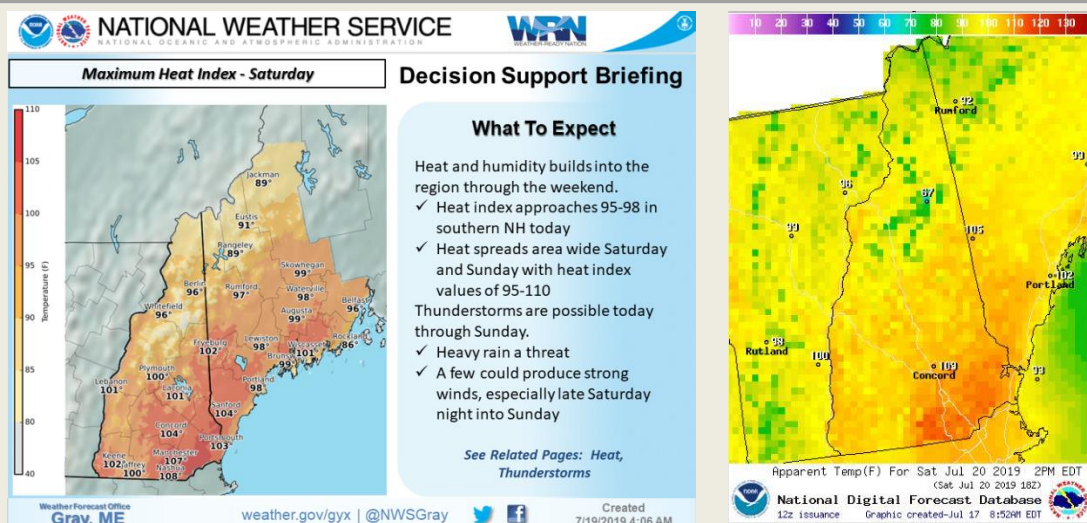 NATIONAL WEATHER SERVICE
NATIONAL OCEANIC AND ATMOSPHERIC ADMINISTRATION
WRN
WEATHER-READY NATION
Maximum Heat Index - Saturday
Decision Support Briefing
110
105
100
95
90
85
80
40
Temperature (F)
Jackman
89°
Eustis
91°
Rangeley
89°
Skowhegan
99°
Berlin
96°
Rumford
97°
Waterville
98°
Whitefield
96°
Augusta
99°
Belfast
96°
Fryeburg
102°
Lewiston
98°
Wiscasset
101°
Rockland
86°
Plymouth
100°
Brunswick
99°
Lebanon
101°
Laconia
101°
Portland
98°
Sanford
104°
Concord
104°
Portsmouth
103°
Keene
102°
Jaffrey
100°
Manchester
107°
Nashua
108°
What To Expect
Heat and humidity builds into the
region through the weekend.
✓ Heat index approaches 95-98 in
southern NH today
✓ Heat spreads area wide Saturday
and Sunday with heat index
values of 95-110
Thunderstorms are possible today
through Sunday.
✓ Heavy rain a threat
✓ A few could produce strong
winds, especially late Saturday
night into Sunday
See Related Pages: Heat,
Thunderstorms
Weather Forecast Office
Gray, ME
weather.gov/gyx | @NWSGray
Created
7/19/2019 4:06 AM
10 20 30 40 50 60 70 80 90 100 110 120 130
92
Rumford
99
96
67
99
105
102
Portland
98
Rutland
100
109
Concord
93
Apparent Temp(F) For Sat Jul 20 2019 2PM EDT
(Sat Jul 20 2019 18Z)
National Digital Forecast Database
12z issuance Graphic created-Jul 17 8:52AM EDT